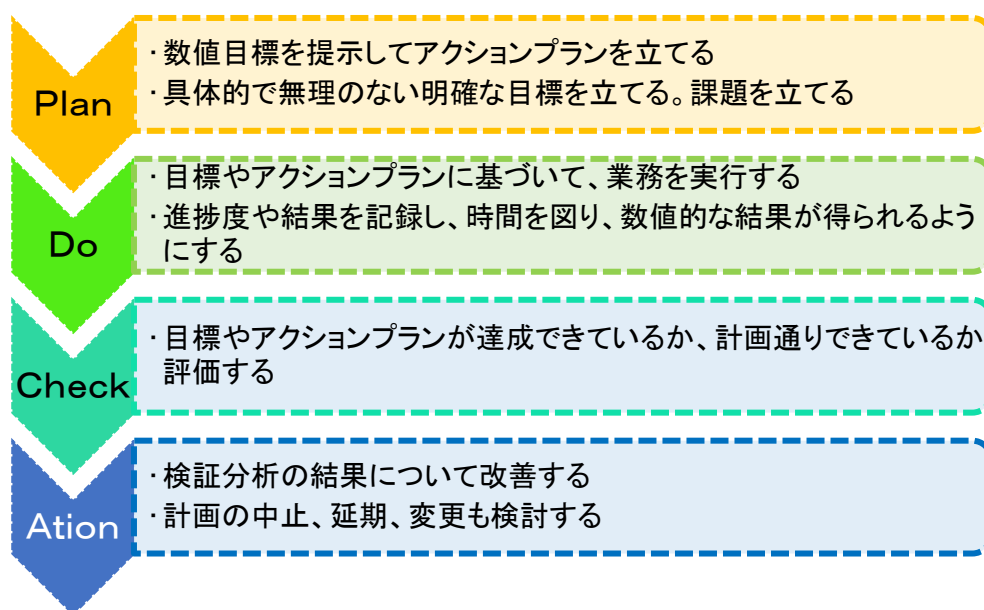 Plan
・数値目標を提示してアクションプランを立てる
・具体的で無理のない明確な目標を立てる。課題を立てる
Do
・目標やアクションプランに基づいて、業務を実行する
・進捗度や結果を記録し、時間を図り、数値的な結果が得られるよう
にする
Check
・目標やアクションプランが達成できているか、計画通りできているか
評価する
Ation
・検証分析の結果について改善する
・計画の中止、延期、変更も検討する